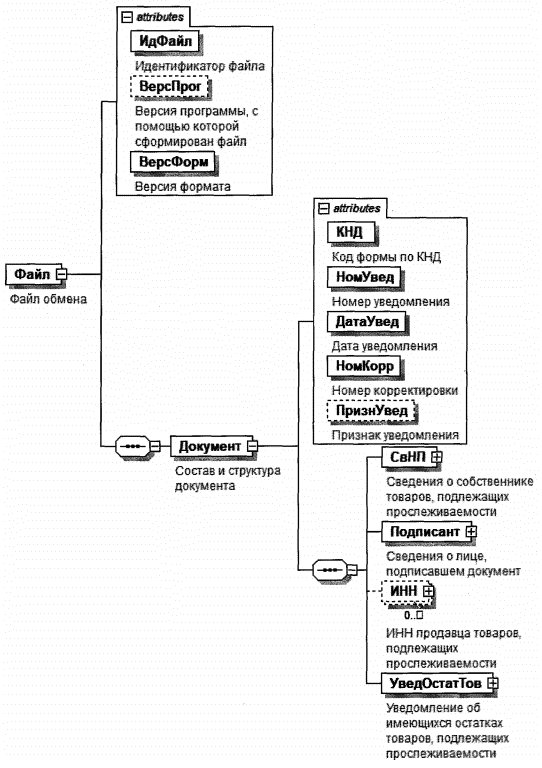 attributes
ИдФайл
Идентификатор файла
ВерсПрог
Версия программы, с
помощью которой
сформирован файл
ВерсФорм
Версия формата
Файл
Файл обмена
Документ
Состав и структура
документа
attributes
КНД
Код формы по КНД
НомУвед
Номер уведомления
ДатаУвед
Дата уведомления
НомКорр
Номер корректировки
ПризнУвед
Признак уведомления
СвНП
Сведения о собственнике
товаров, подлежащих
прослеживаемости
Подписант
Сведения о лице,
подписавшем документ
ИНН
0..□
ИНН продавца товаров,
подлежащих
прослеживаемости
УведОстатТов
Уведомление об
имеющихся остатках
товаров, подлежащих
прослеживаемости